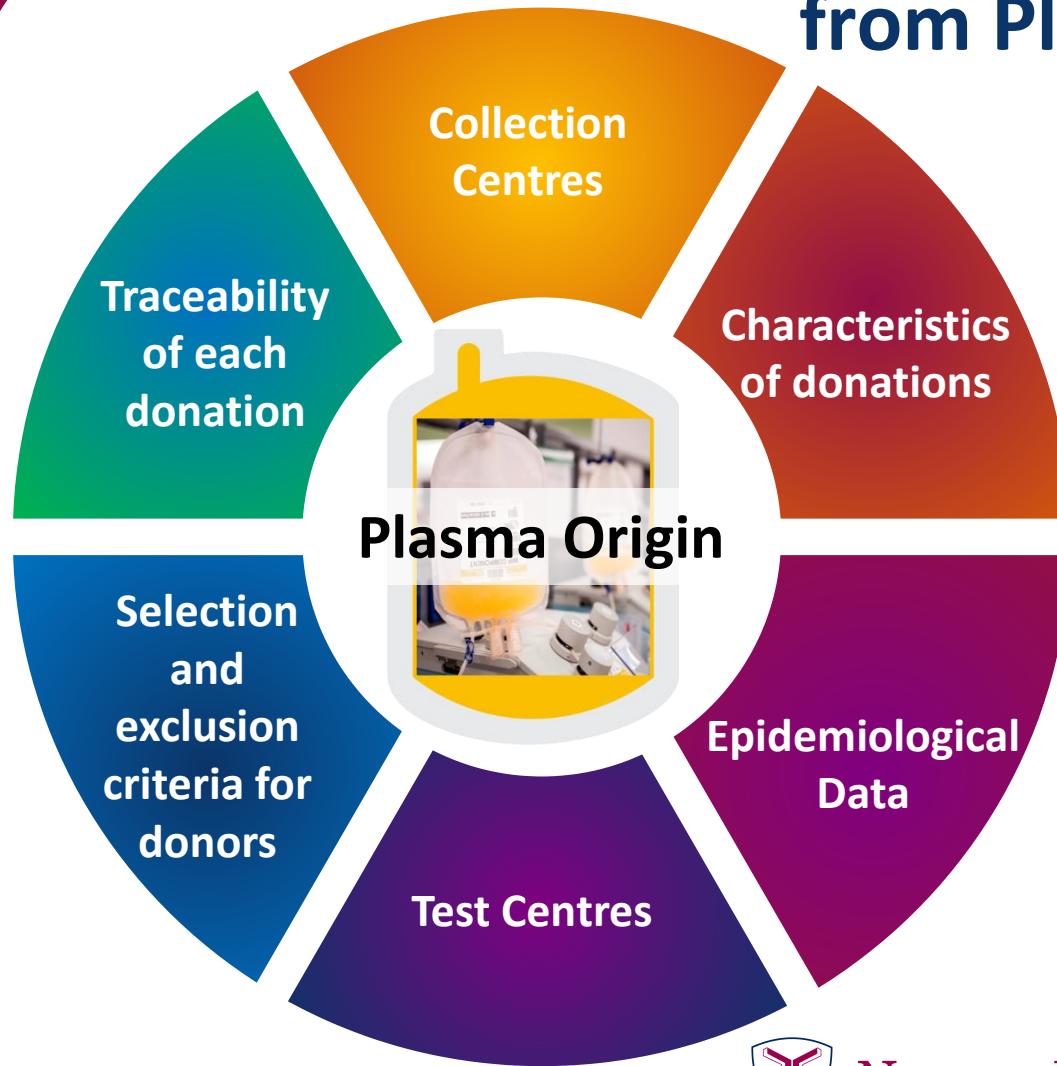 from Pl
Collection
Centres
Traceability
of each
donation
Characteristics
of donations
Plasma Origin
Selection
and
exclusion
criteria for
donors
Epidemiological
Data
Test Centres